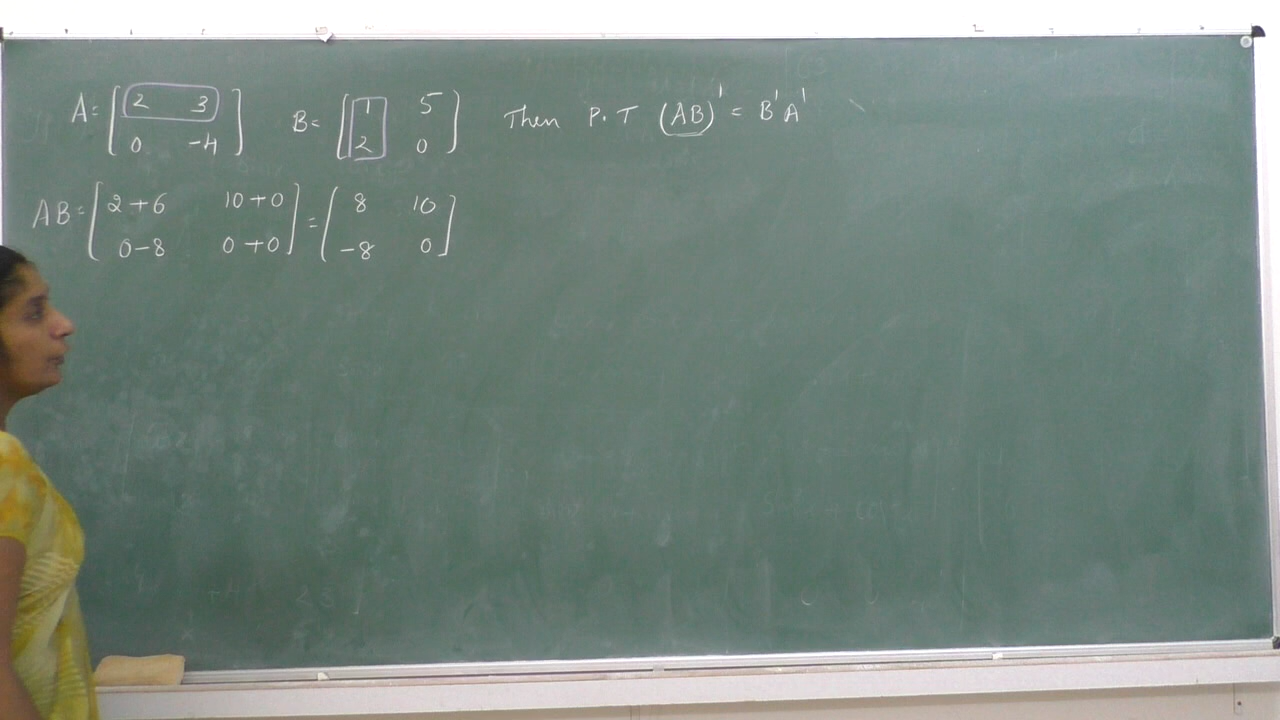 A = [2 3 0 -4] B = [1 5 2 0] Then P.T (AB)' = B'A'
AB = [2+6 10+0 0-8 0+0] = [8 10 -8 0]